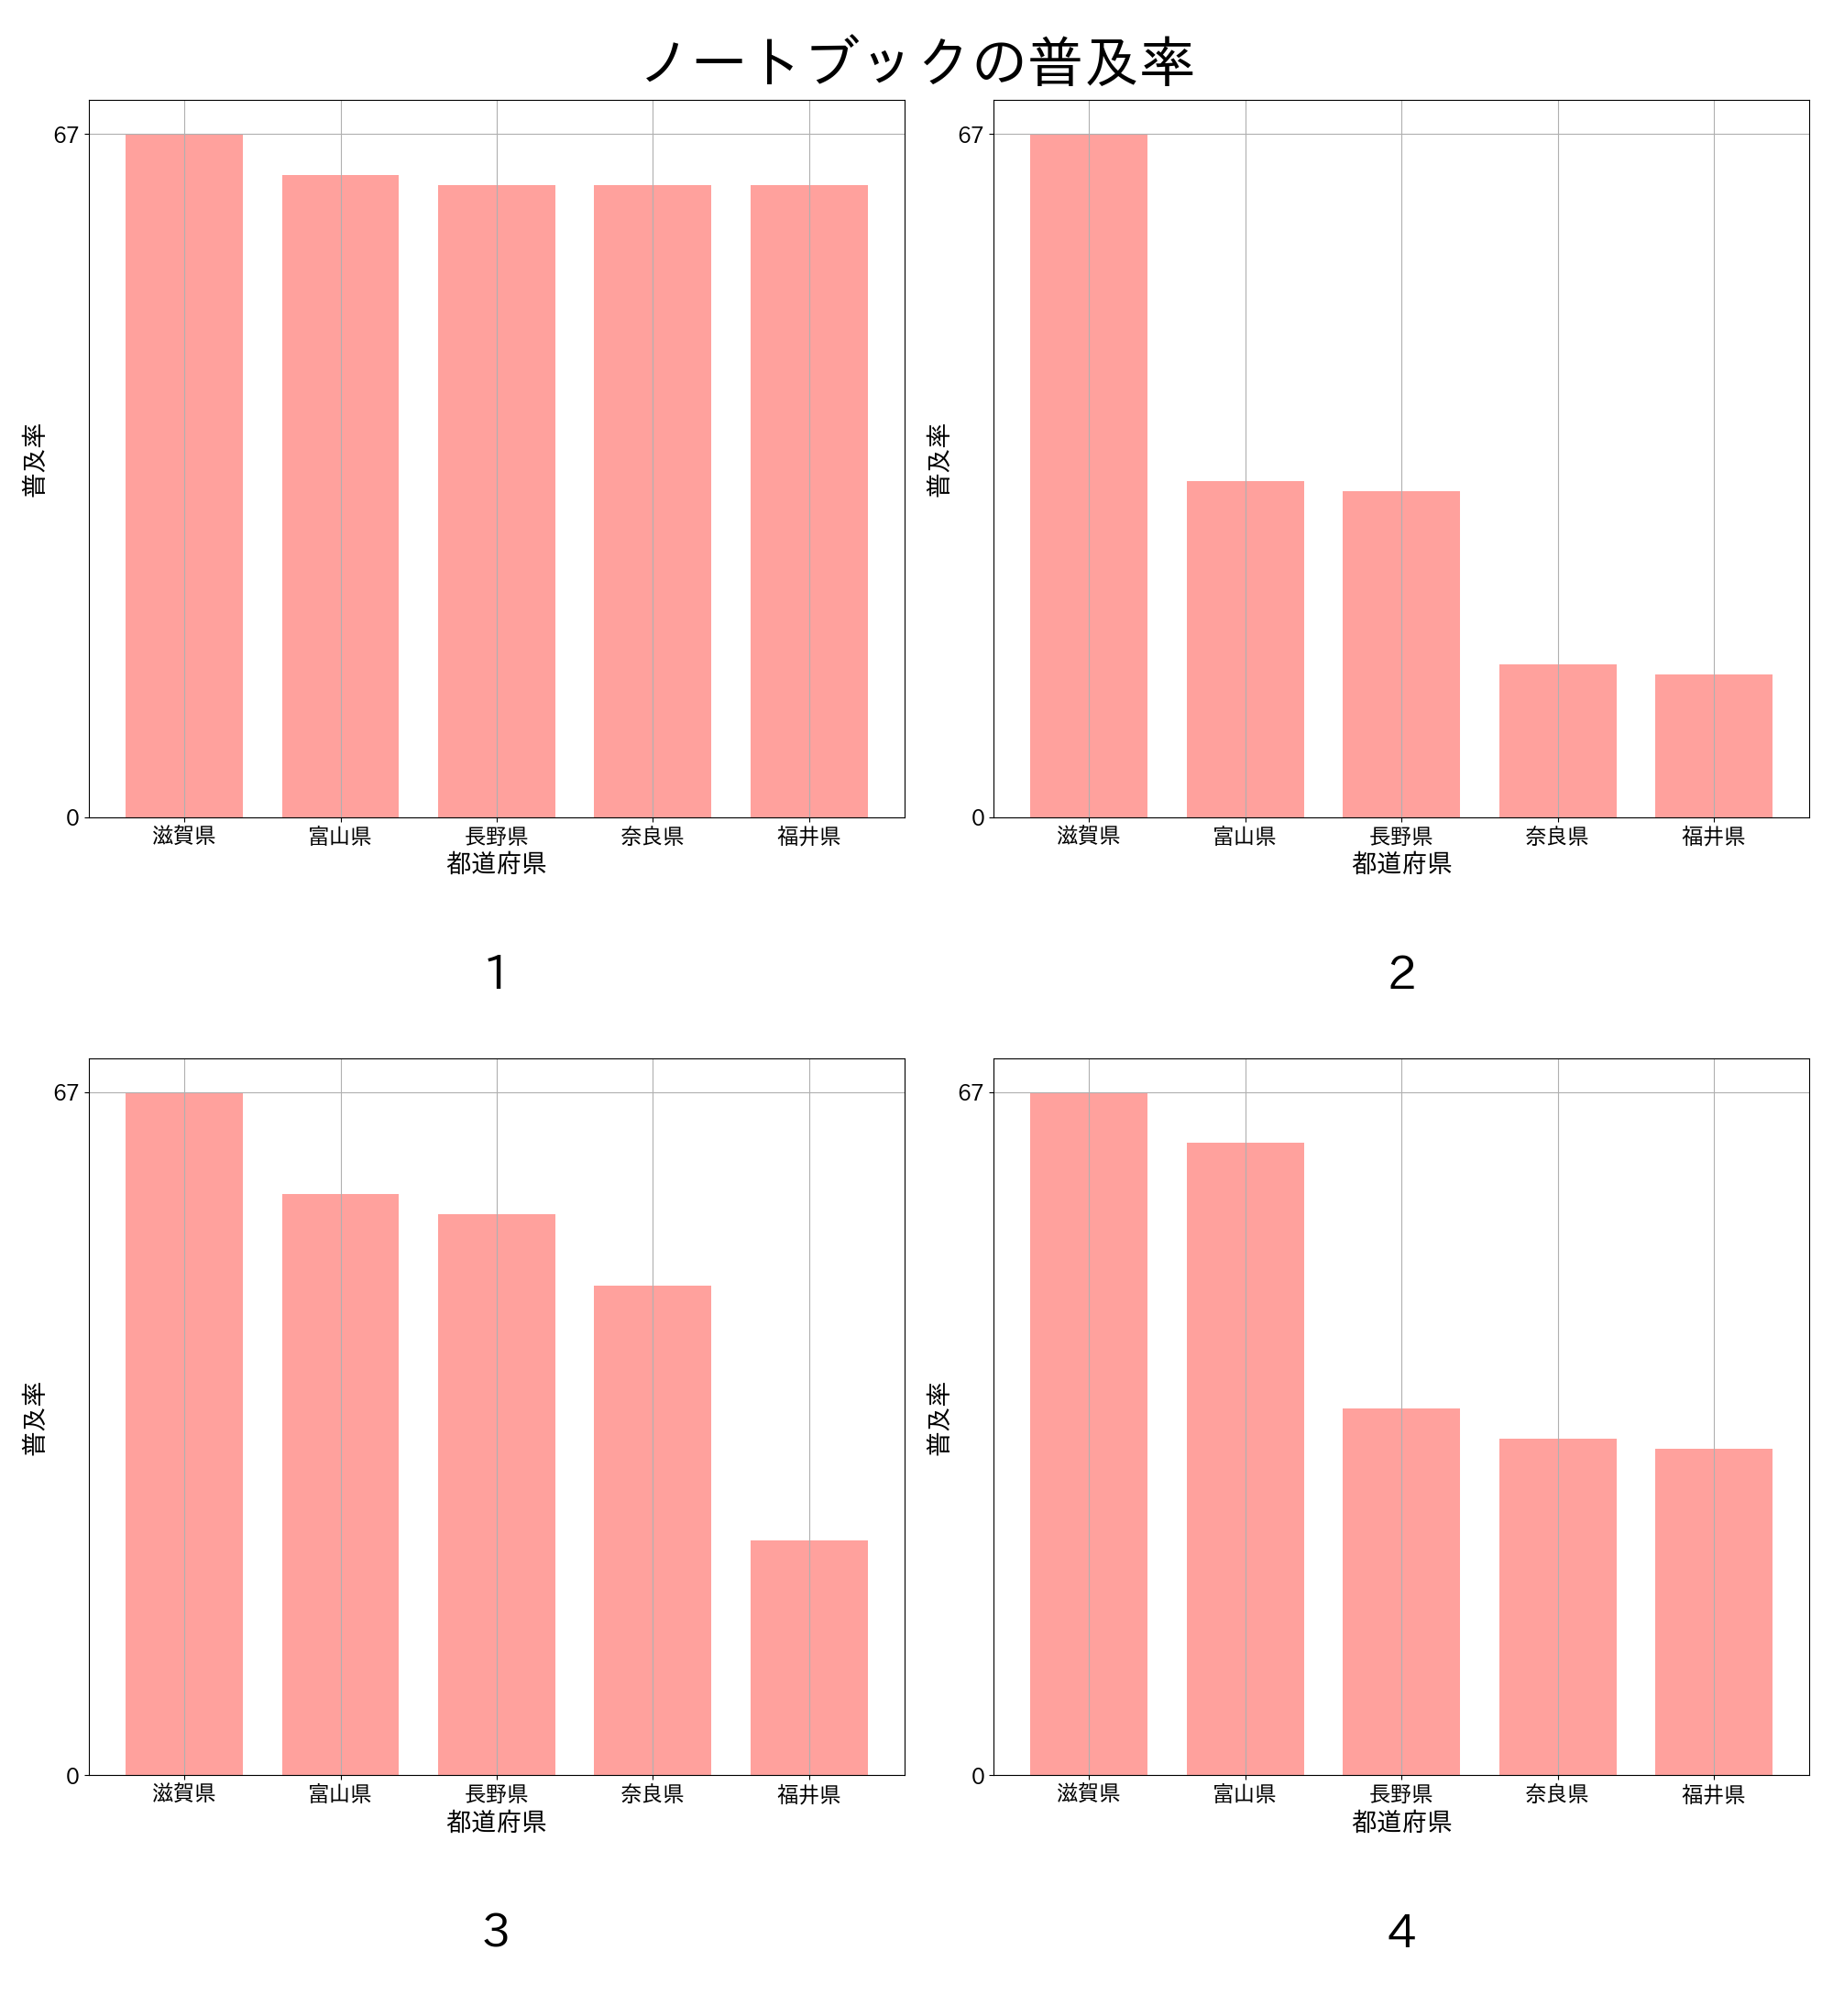 ノートブックの普及率
67
0
普及率
滋賀県 富山県 長野県 奈良県 福井県
都道府県
1
67
0
普及率
滋賀県 富山県 長野県 奈良県 福井県
都道府県
2
67
0
普及率
滋賀県 富山県 長野県 奈良県 福井県
都道府県
3
67
0
普及率
滋賀県 富山県 長野県 奈良県 福井県
都道府県
4